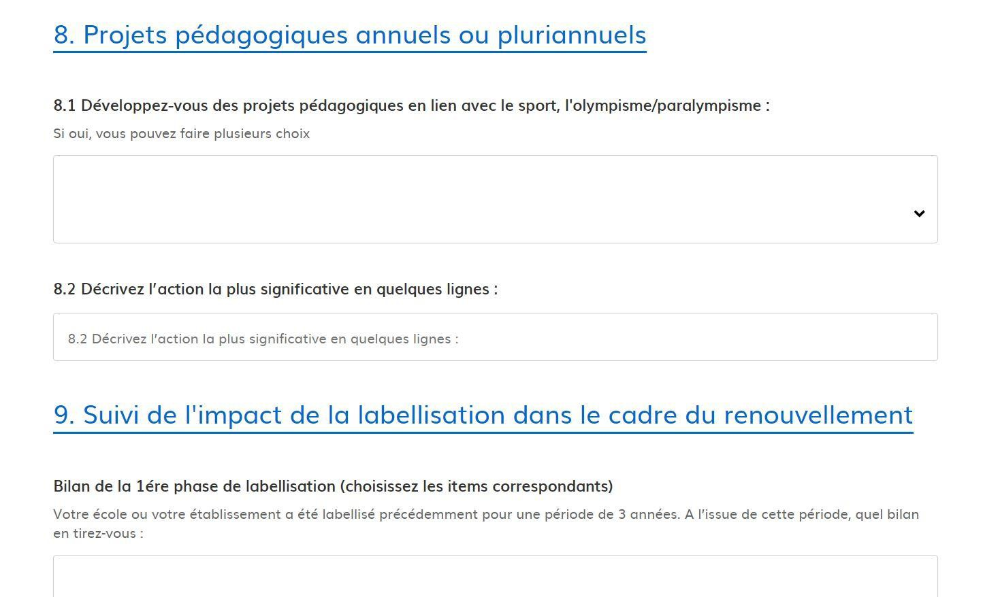 8. Projets pédagogiques annuels ou pluriannuels
8.1 Développez-vous des projets pédagogiques en lien avec le sport, l'olympisme/paralympisme :
Si oui, vous pouvez faire plusieurs choix
8.2 Décrivez l’action la plus significative en quelques lignes :
8.2 Décrivez l’action la plus significative en quelques lignes :
9. Suivi de l'impact de la labellisation dans le cadre du renouvellement
Bilan de la 1ére phase de labellisation (choisissez les items correspondants)
Votre école ou votre établissement a été labellisé précédemment pour une période de 3 années. A l’issue de cette période, quel bilan
en tirez-vous :